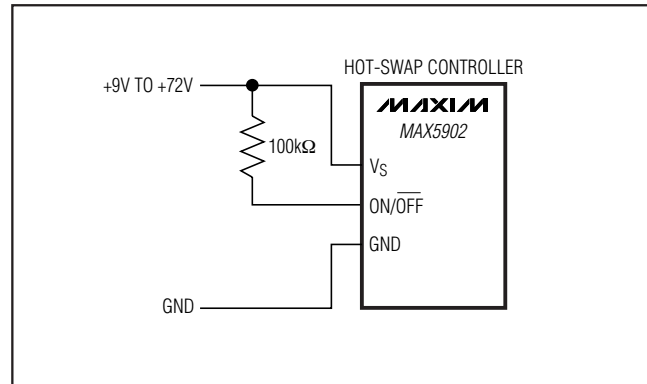 HOT-SWAP CONTROLLER
+9V TO +72V
MAXIM
MAX5902
100kΩ
VS
ON/OFF
GND
GND